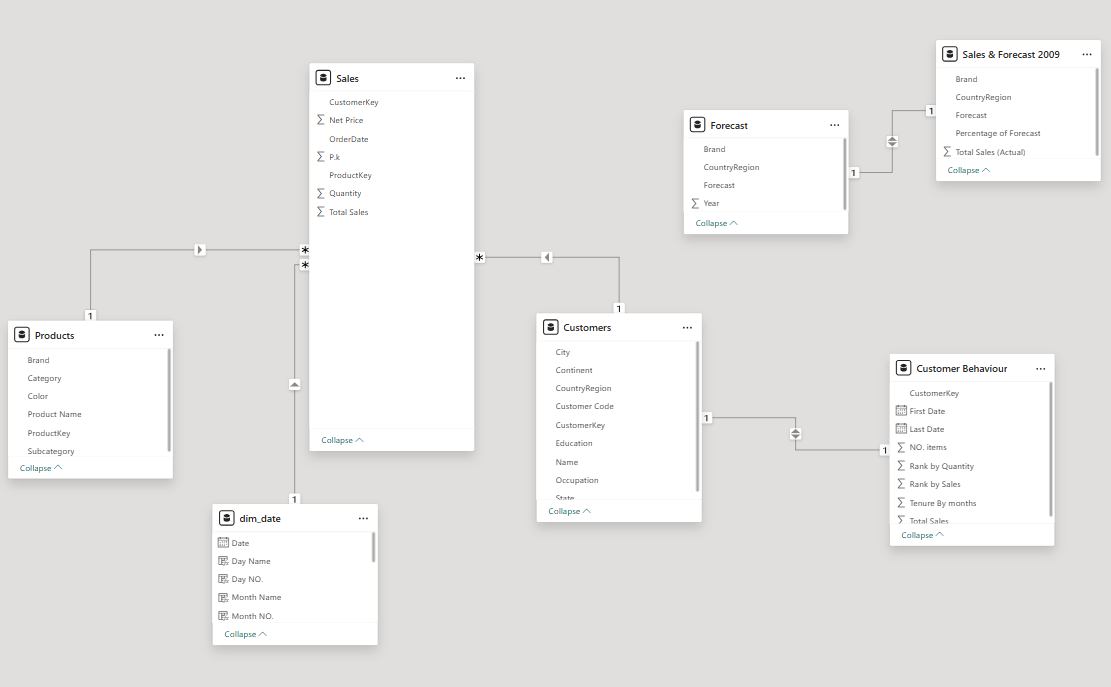 Sales
CustomerKey
Net Price
OrderDate
P.k
ProductKey
Quantity
Total Sales
Collapse
Products
Brand
Category
Color
Product Name
ProductKey
Subcategory
Collapse
dim_date
Date
Day Name
Day NO.
Month Name
Month NO.
Collapse
Forecast
Brand
CountryRegion
Forecast
Year
Collapse
Sales & Forecast 2009
Brand
CountryRegion
Forecast
Percentage of Forecast
Total Sales (Actual)
Collapse
Customers
City
Continent
CountryRegion
Customer Code
CustomerKey
Education
Name
Occupation
State
Collapse
Customer Behaviour
CustomerKey
First Date
Last Date
NO. items
Rank by Quantity
Rank by Sales
Tenure By months
Total Sales
Collapse
1
*
*
1
*
1
1
1
1
1